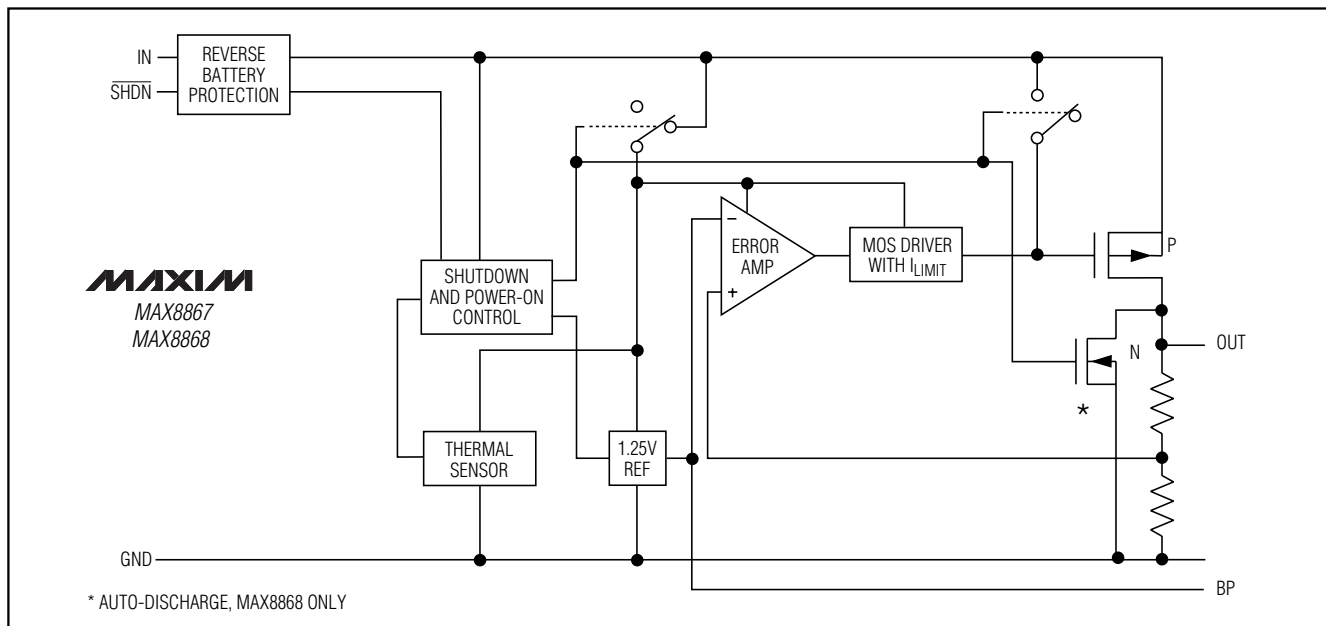 IN
REVERSE
BATTERY
PROTECTION
SHDN
MAXIM
MAX8867
MAX8868
SHUTDOWN
AND POWER-ON
CONTROL
−
ERROR
AMP
+
MOS DRIVER
WITH ILIMIT
P
N
*
OUT
THERMAL
SENSOR
1.25V
REF
GND
BP
* AUTO-DISCHARGE, MAX8868 ONLY